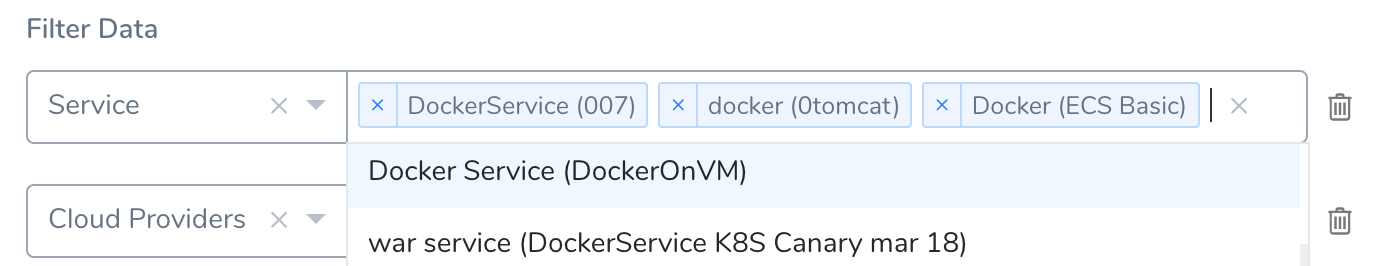 Filter Data
Service DockerService (007) docker (0tomcat) Docker (ECS Basic)
Docker Service (DockerOnVM)
Cloud Providers
war service (DockerService K8S Canary mar 18)